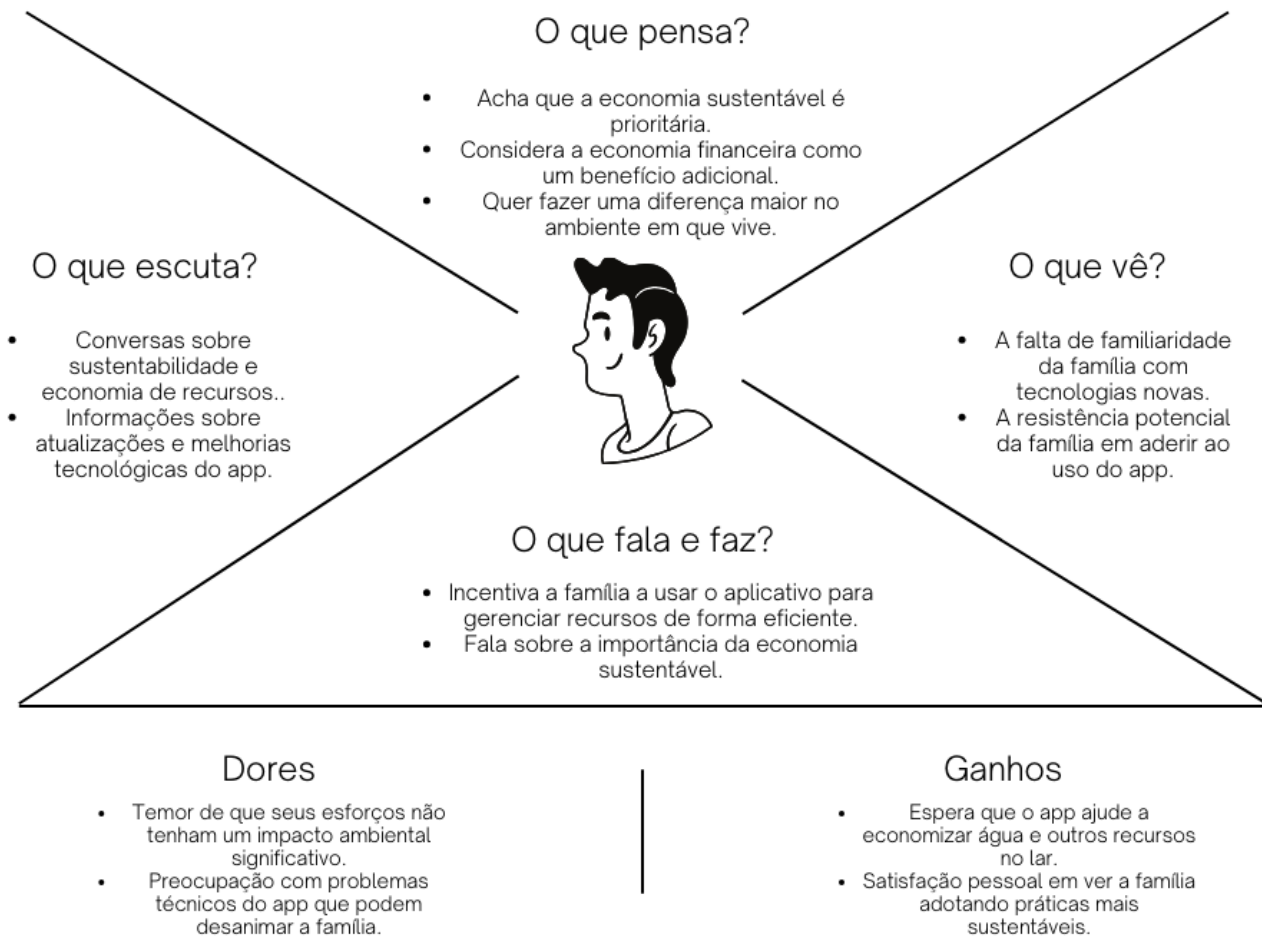 O que pensa?
• Acha que a economia sustentável é
prioritária.
• Considera a economia financeira como
um benefício adicional.
• Quer fazer uma diferença maior no
ambiente em que vive.
O que escuta?
• Conversas sobre
sustentabilidade e
economia de recursos..
• Informações sobre
atualizações e melhorias
tecnológicas do app.
O que vê?
• A falta de familiaridade
da família com
tecnologias novas.
• A resistência potencial
da família em aderir ao
uso do app.
O que fala e faz?
• Incentiva a família a usar o aplicativo para
gerenciar recursos de forma eficiente.
• Fala sobre a importância da economia
sustentável.
Dores
• Temor de que seus esforços não
tenham um impacto ambiental
significativo.
• Preocupação com problemas
técnicos do app que podem
desanimar a família.
Ganhos
• Espera que o app ajude a
economizar água e outros recursos
no lar.
• Satisfação pessoal em ver a família
adotando práticas mais
sustentáveis.